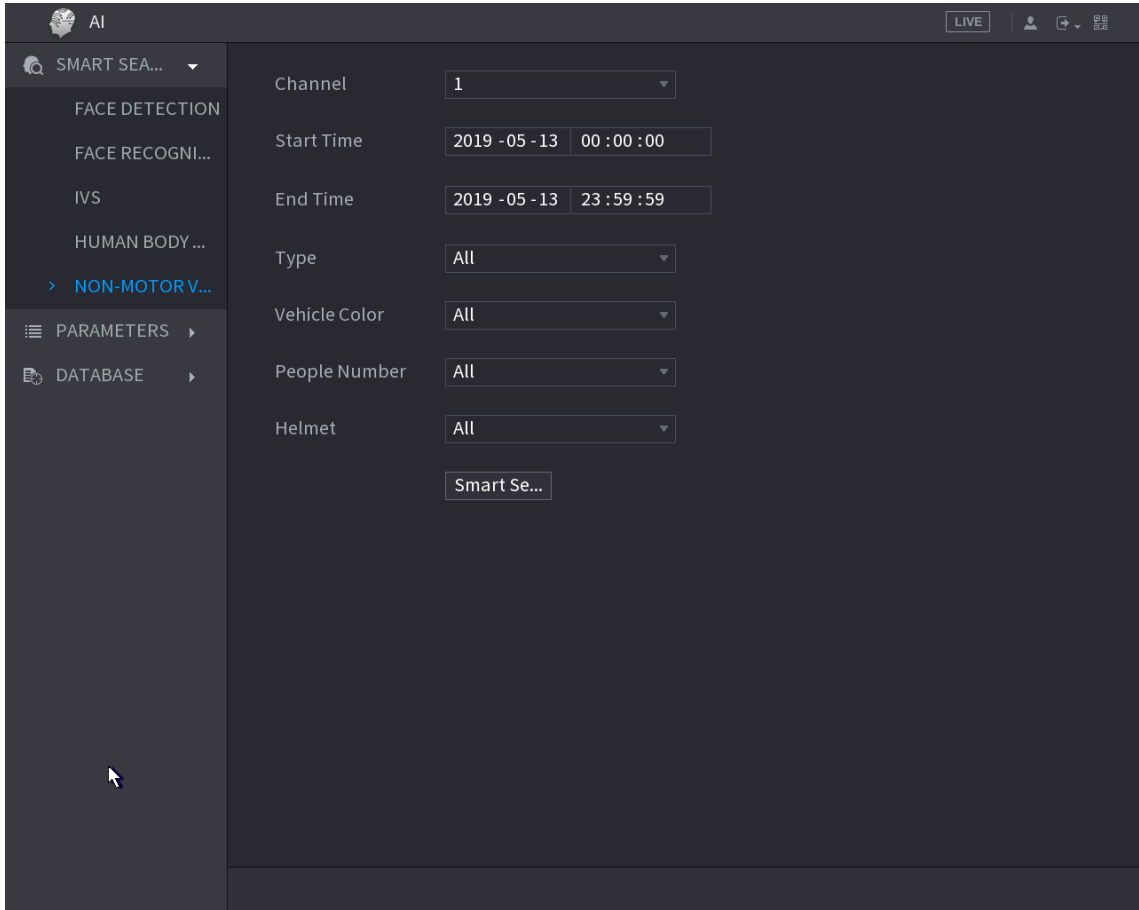 AI
LIVE
SMART SEA...
FACE DETECTION
FACE RECOGNI...
IVS
HUMAN BODY ...
NON-MOTOR V...
PARAMETERS
DATABASE
Channel 1
Start Time 2019 -05 -13 00 :00 :00
End Time 2019 -05 -13 23 :59 :59
Type All
Vehicle Color All
People Number All
Helmet All
Smart Se...